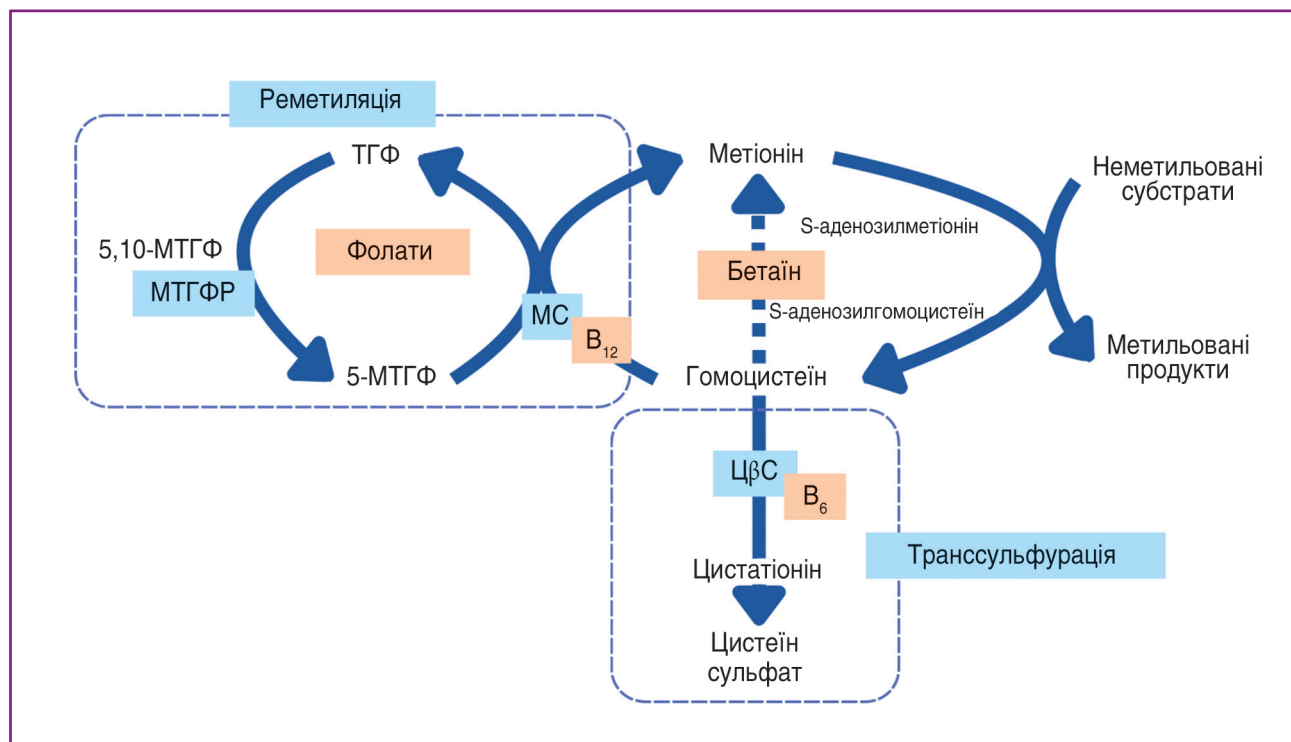 Реметиляція
ТГФ
5,10-МТГФ
МТГФР
Фолати
5-МТГФ
МС
B12
Метіонін
S-аденозилметіонін
Бетаїн
S-аденозилгомоцистеїн
Гомоцистеїн
Неметильовані
субстрати
Метильовані
продукти
ЦβС
B6
Цистатіонін
Цистеїн
сульфат
Транссульфурація